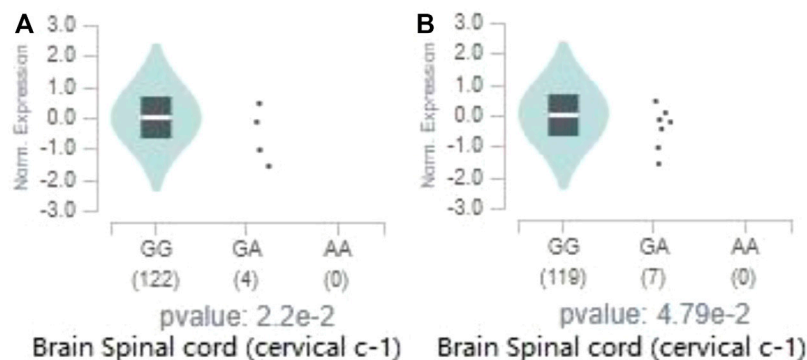 A
Norm. Expression
3.0
2.0
1.0
0.0
-1.0
-2.0
-3.0
GG GA AA
(122) (4) (0)
pvalue: 2.2e-2
Brain Spinal cord (cervical c-1)
B
Norm. Expression
3.0
2.0
1.0
0.0
-1.0
-2.0
-3.0
GG GA AA
(119) (7) (0)
pvalue: 4.79e-2
Brain Spinal cord (cervical c-1)